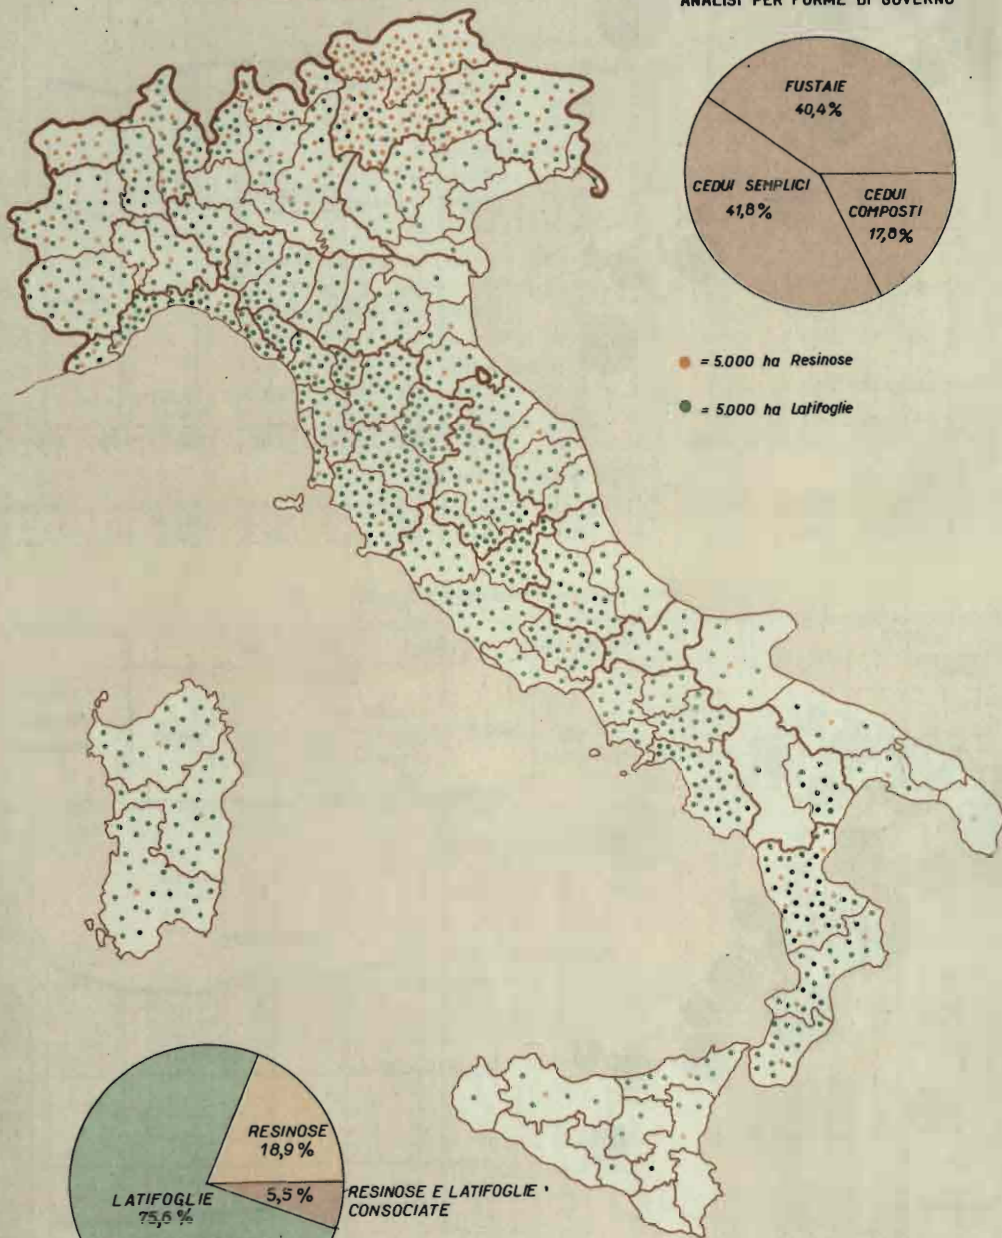 ANALISI PER FORME DI GOVERNO
FUSTAIE
40,4%
CEDUI SEMPLICI
41,8%
CEDUI
COMPOSTI
17,8%
= 5.000 ha Resinose
= 5.000 ha Latifoglie
RESINOSE
18,9%
5,5%
RESINOSE E LATIFOGLIE
CONSOCIATE
LATIFOGLIE
75,6%